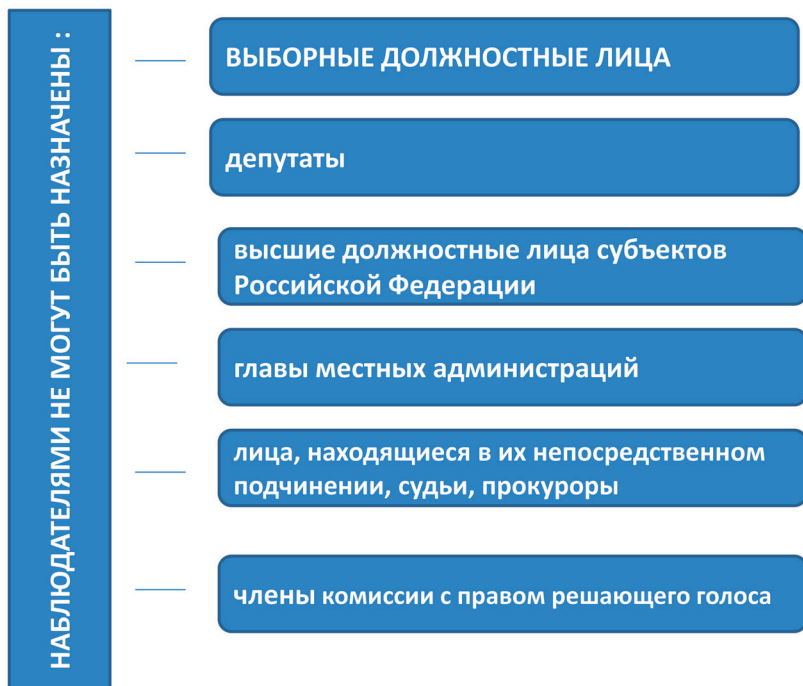 НАБЛЮДАТЕЛЯМИ НЕ МОГУТ БЫТЬ НАЗНАЧЕНЫ :
ВЫБОРНЫЕ ДОЛЖНОСТНЫЕ ЛИЦА
депутаты
высшие должностные лица субъектов
Российской Федерации
главы местных администраций
лица, находящиеся в их непосредственном
подчинении, судьи, прокуроры
члены комиссии с правом решающего голоса